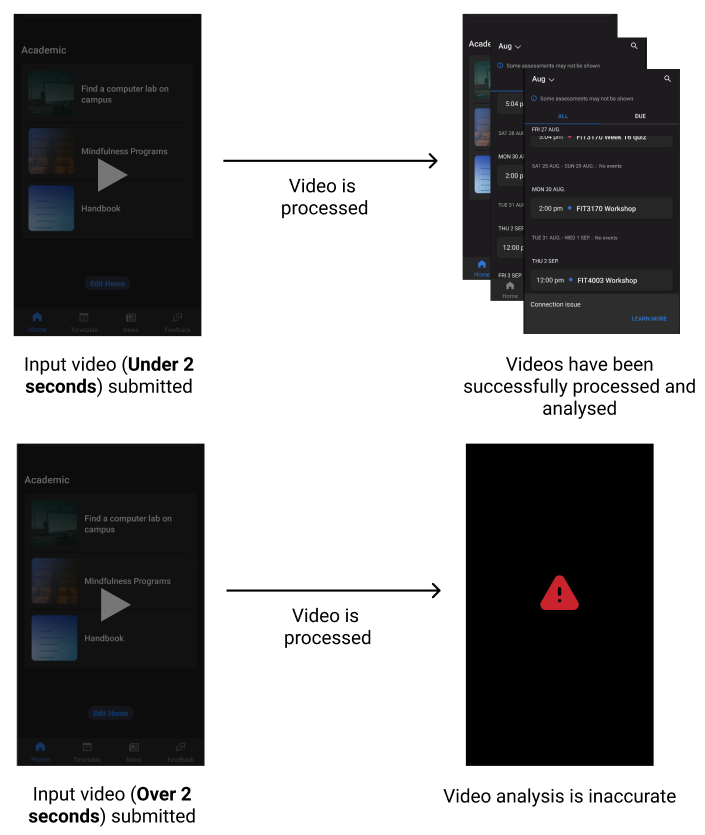 Academic
Find a computer lab on
campus
Mindfulness Programs
Handbook
Edit Home
Home Timetable News Feedback
Input video (Under 2
seconds) submitted
Video is
processed
Acade
Home
Aug
Some assessments may not be shown
5:04 p
SAT 28 AUG
MON 30 A
2:00 p
TUE 31 AU
THU 2 SEP
12:00 p
FRI 3 SEP.
Home
Aug
Some assessments may not be shown
ALL DUE
FRI 27 AUG.
5:04 pm FIT3170 Week 16 quiz
SAT 28 AUG. - SUN 29 AUG. : No events
MON 30 AUG.
2:00 pm FIT3170 Workshop
TUE 31 AUG. - WED 1 SEP. : No events
THU 2 SEP.
12:00 pm FIT4003 Workshop
Connection issue
LEARN MORE
Videos have been
successfully processed and
analysed
Academic
Find a computer lab on
campus
Mindfulness Programs
Handbook
Edit Home
Home Timetable News Feedback
Input video (Over 2
seconds) submitted
Video is
processed
Video analysis is inaccurate